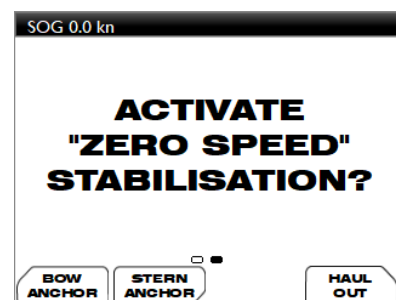 SOG 0.0 kn
ACTIVATE
"ZERO SPEED"
STABILISATION?
BOW
ANCHOR
STERN
ANCHOR
HAUL
OUT